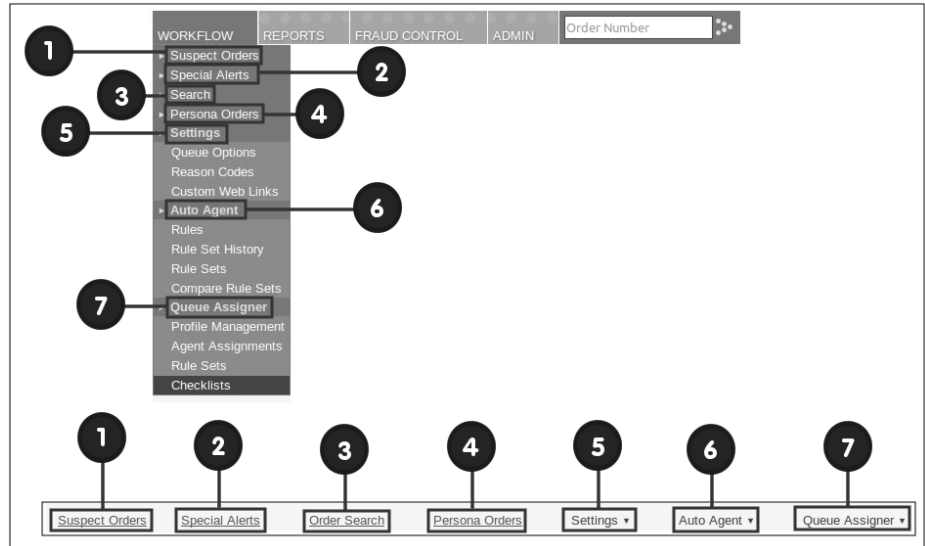 WORKFLOW REPORTS FRAUD CONTROL ADMIN Order Number
1 Suspect Orders
Special Alerts 2
3 Search
Persona Orders 4
5 Settings
Queue Options
Reason Codes
Custom Web Links
Auto Agent 6
Rules
Rule Set History
Rule Sets
Compare Rule Sets
7 Queue Assigner
Profile Management
Agent Assignments
Rule Sets
Checklists
1 2 3 4 5 6 7
Suspect Orders Special Alerts Order Search Persona Orders Settings ▾ Auto Agent ▾ Queue Assigner ▾